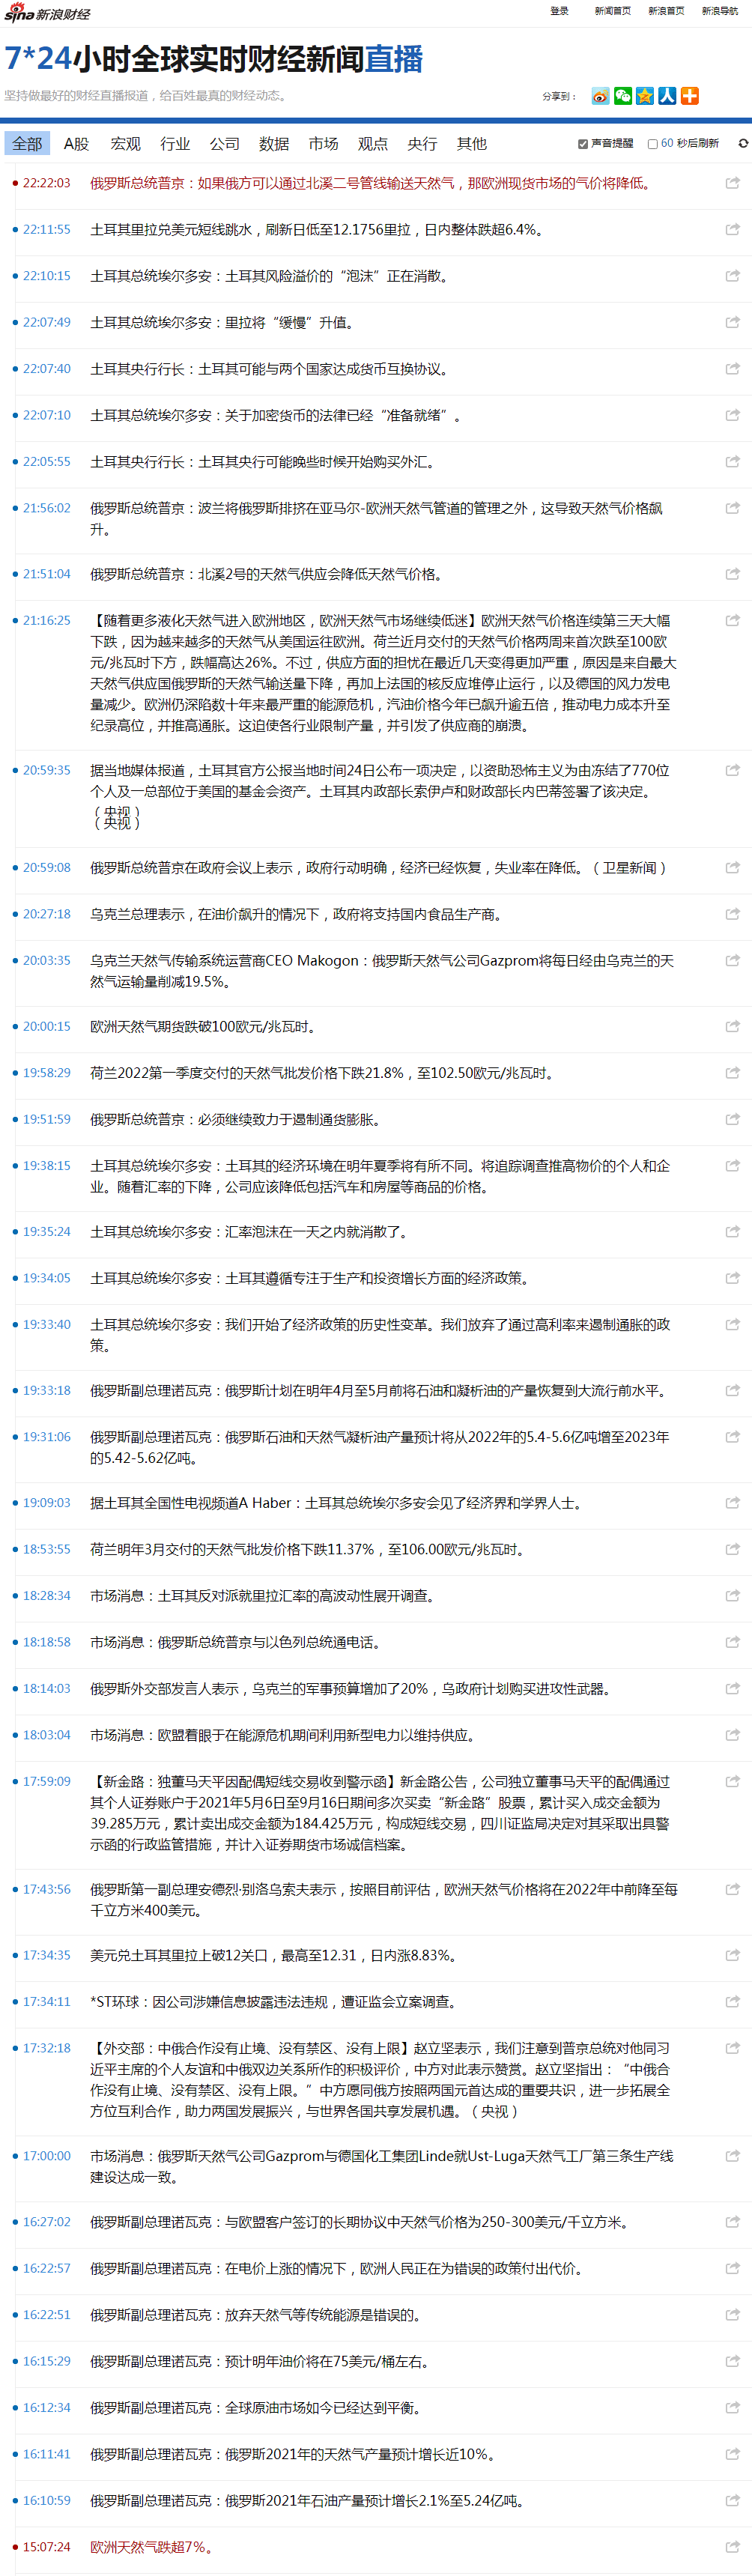 sina 新浪财经
登录 新闻首页 新浪首页 新浪导航
7*24小时全球实时财经新闻直播
坚持做最好的财经直播报道，给百姓最真的财经动态。
分享到：
全部 A股 宏观 行业 公司 数据 市场 观点 央行 其他 声音提醒 60 秒后刷新
22:22:03 俄罗斯总统普京：如果俄方可以通过北溪二号管线输送天然气，那欧洲现货市场的气价将降低。
22:11:55 土耳其里拉兑美元短线跳水，刷新日低至12.1756里拉，日内整体跌超6.4%。
22:10:15 土耳其总统埃尔多安：土耳其风险溢价的“泡沫”正在消散。
22:07:49 土耳其总统埃尔多安：里拉将“缓慢”升值。
22:07:40 土耳其央行行长：土耳其可能与两个国家达成货币互换协议。
22:07:10 土耳其总统埃尔多安：关于加密货币的法律已经“准备就绪”。
22:05:55 土耳其央行行长：土耳其央行可能晚些时候开始购买外汇。
21:56:02 俄罗斯总统普京：波兰将俄罗斯排挤在亚马尔-欧洲天然气管道的管理之外，这导致天然气价格飙
升。
21:51:04 俄罗斯总统普京：北溪2号的天然气供应会降低天然气价格。
21:16:25 【随着更多液化天然气进入欧洲地区，欧洲天然气市场继续低迷】欧洲天然气价格连续第三天大幅
下跌，因为越来越多的天然气从美国运往欧洲。荷兰近月交付的天然气价格两周来首次跌至100欧
元/兆瓦时下方，跌幅高达26%。不过，供应方面的担忧在最近几天变得更加严重，原因是来自最大
天然气供应国俄罗斯的天然气输送量下降，再加上法国的核反应堆停止运行，以及德国的风力发电
量减少。欧洲仍深陷数十年来最严重的能源危机，汽油价格今年已飙升逾五倍，推动电力成本升至
纪录高位，并推高通胀。这迫使各行业限制产量，并引发了供应商的崩溃。
20:59:35 据当地媒体报道，土耳其官方公报当地时间24日公布一项决定，以资助恐怖主义为由冻结了770位
个人及一总部位于美国的基金会资产。土耳其内政部长索伊卢和财政部长内巴蒂签署了该决定。
（央视）
（央视）
20:59:08 俄罗斯总统普京在政府会议上表示，政府行动明确，经济已经恢复，失业率在降低。（卫星新闻）
20:27:18 乌克兰总理表示，在油价飙升的情况下，政府将支持国内食品生产商。
20:03:35 乌克兰天然气传输系统运营商CEO Makogon：俄罗斯天然气公司Gazprom将每日经由乌克兰的天
然气运输量削减19.5%。
20:00:15 欧洲天然气期货跌破100欧元/兆瓦时。
19:58:29 荷兰2022第一季度交付的天然气批发价格下跌21.8%，至102.50欧元/兆瓦时。
19:51:59 俄罗斯总统普京：必须继续致力于遏制通货膨胀。
19:38:15 土耳其总统埃尔多安：土耳其的经济环境在明年夏季将有所不同。将追踪调查推高物价的个人和企
业。随着汇率的下降，公司应该降低包括汽车和房屋等商品的价格。
19:35:24 土耳其总统埃尔多安：汇率泡沫在一天之内就消散了。
19:34:05 土耳其总统埃尔多安：土耳其遵循专注于生产和投资增长方面的经济政策。
19:33:40 土耳其总统埃尔多安：我们开始了经济政策的历史性变革。我们放弃了通过高利率来遏制通胀的政
策。
19:33:18 俄罗斯副总理诺瓦克：俄罗斯计划在明年4月至5月前将石油和凝析油的产量恢复到大流行前水平。
19:31:06 俄罗斯副总理诺瓦克：俄罗斯石油和天然气凝析油产量预计将从2022年的5.4-5.6亿吨增至2023年
的5.42-5.62亿吨。
19:09:03 据土耳其全国性电视频道A Haber：土耳其总统埃尔多安会见了经济界和学界人士。
18:53:55 荷兰明年3月交付的天然气批发价格下跌11.37%，至106.00欧元/兆瓦时。
18:28:34 市场消息：土耳其反对派就里拉汇率的高波动性展开调查。
18:18:58 市场消息：俄罗斯总统普京与以色列总统通电话。
18:14:03 俄罗斯外交部发言人表示，乌克兰的军事预算增加了20%，乌政府计划购买进攻性武器。
18:03:04 市场消息：欧盟着眼于在能源危机期间利用新型电力以维持供应。
17:59:09 【新金路：独董马天平因配偶短线交易收到警示函】新金路公告，公司独立董事马天平的配偶通过
其个人证券账户于2021年5月6日至9月16日期间多次买卖“新金路”股票，累计买入成交金额为
39.285万元，累计卖出成交金额为184.425万元，构成短线交易，四川证监局决定对其采取出具警
示函的行政监管措施，并计入证券期货市场诚信档案。
17:43:56 俄罗斯第一副总理安德烈·别洛乌索夫表示，按照目前评估，欧洲天然气价格将在2022年中前降至每
千立方米400美元。
17:34:35 美元兑土耳其里拉上破12关口，最高至12.31，日内涨8.83%。
17:34:11 *ST环球：因公司涉嫌信息披露违法违规，遭证监会立案调查。
17:32:18 【外交部：中俄合作没有止境、没有禁区、没有上限】赵立坚表示，我们注意到普京总统对他同习
近平主席的个人友谊和中俄双边关系所作的积极评价，中方对此表示赞赏。赵立坚指出：“中俄合
作没有止境、没有禁区、没有上限。”中方愿同俄方按照两国元首达成的重要共识，进一步拓展全
方位互利合作，助力两国发展振兴，与世界各国共享发展机遇。（央视）
17:00:00 市场消息：俄罗斯天然气公司Gazprom与德国化工集团Linde就Ust-Luga天然气工厂第三条生产线
建设达成一致。
16:27:02 俄罗斯副总理诺瓦克：与欧盟客户签订的长期协议中天然气价格为250-300美元/千立方米。
16:22:57 俄罗斯副总理诺瓦克：在电价上涨的情况下，欧洲人民正在为错误的政策付出代价。
16:22:51 俄罗斯副总理诺瓦克：放弃天然气等传统能源是错误的。
16:15:29 俄罗斯副总理诺瓦克：预计明年油价将在75美元/桶左右。
16:12:34 俄罗斯副总理诺瓦克：全球原油市场如今已经达到平衡。
16:11:41 俄罗斯副总理诺瓦克：俄罗斯2021年的天然气产量预计增长近10%。
16:10:59 俄罗斯副总理诺瓦克：俄罗斯2021年石油产量预计增长2.1%至5.24亿吨。
15:07:24 欧洲天然气跌超7%。